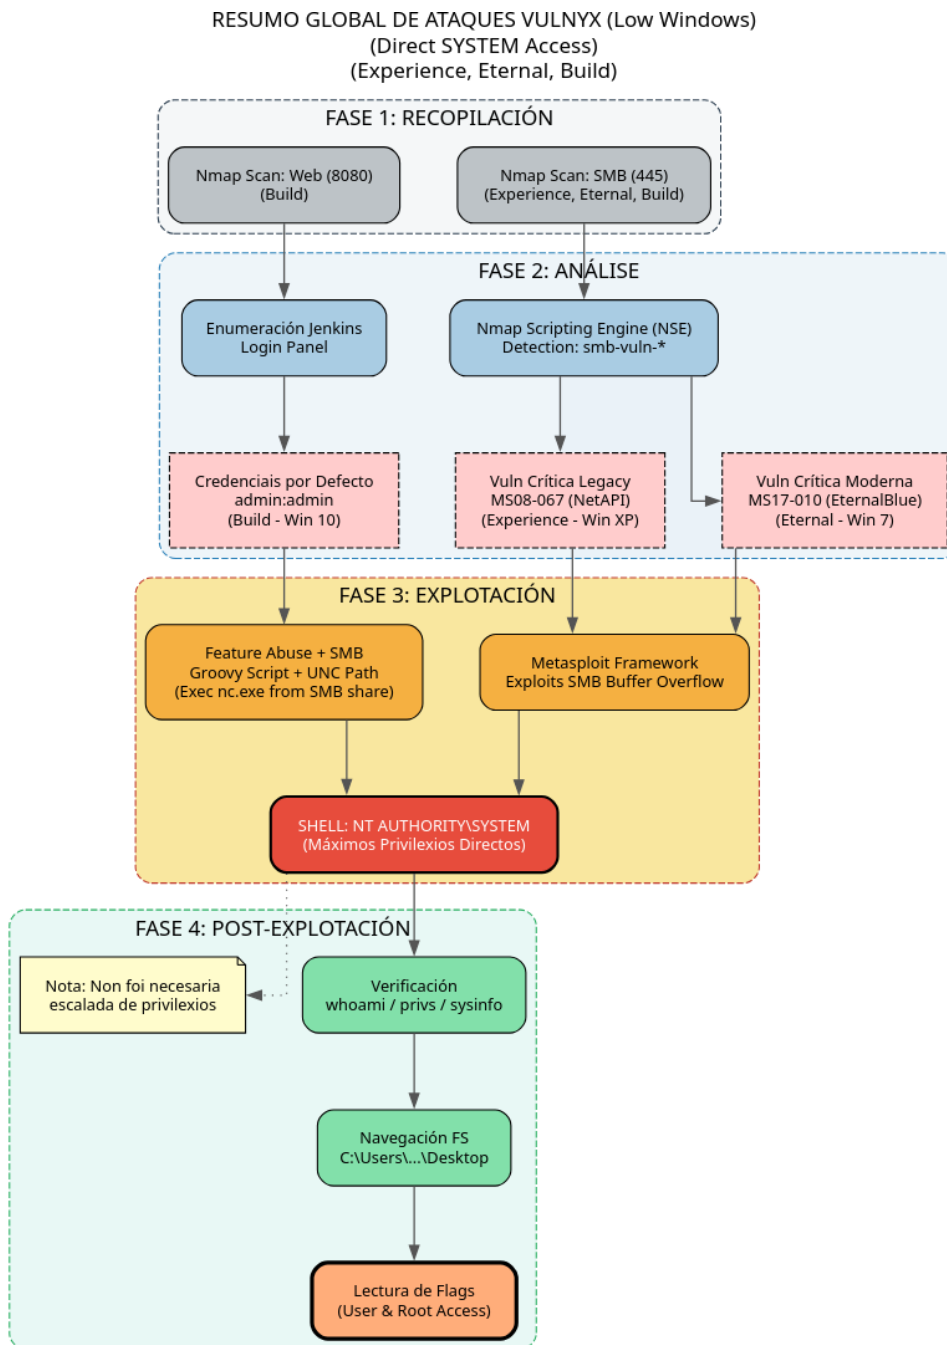 RESUMO GLOBAL DE ATAQUES VULNYX (Low Windows)
(Direct SYSTEM Access)
(Experience, Eternal, Build)
FASE 1: RECOPILACIÓN
Nmap Scan: Web (8080)
(Build)
Nmap Scan: SMB (445)
(Experience, Eternal, Build)
FASE 2: ANÁLISE
Enumeración Jenkins
Login Panel
Nmap Scripting Engine (NSE)
Detection: smb-vuln-*
Credenciais por Defecto
admin:admin
(Build - Win 10)
Vuln Crítica Legacy
MS08-067 (NetAPI)
(Experience - Win XP)
Vuln Crítica Moderna
MS17-010 (EternalBlue)
(Eternal - Win 7)
FASE 3: EXPLOTACIÓN
Feature Abuse + SMB
Groovy Script + UNC Path
(Exec nc.exe from SMB share)
Metasploit Framework
Exploits SMB Buffer Overflow
SHELL: NT AUTHORITY\SYSTEM
(Máximos Privilexios Directos)
FASE 4: POST-EXPLOTACIÓN
Nota: Non foi necesaria
escalada de privilexios
Verificación
whoami / privs / sysinfo
Navegación FS
C:\Users\...\Desktop
Lectura de Flags
(User & Root Access)